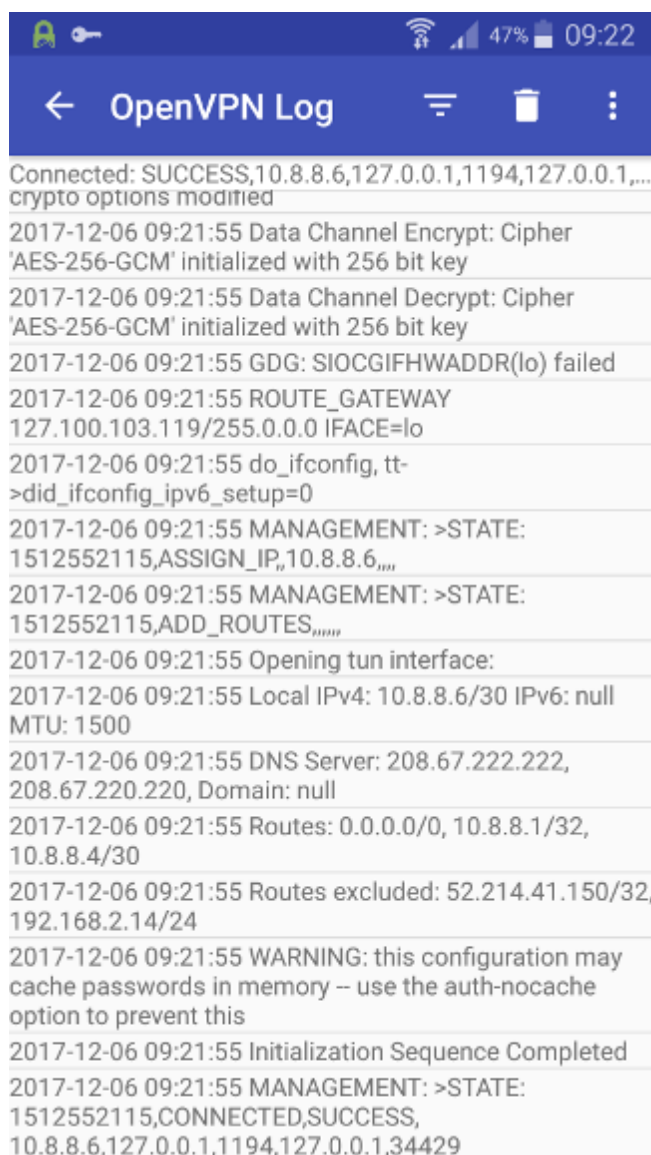 47% 09:22
OpenVPN Log
Connected: SUCCESS,10.8.8.6,127.0.0.1,1194,127.0.0.1,...
crypto options modified
2017-12-06 09:21:55 Data Channel Encrypt: Cipher
'AES-256-GCM' initialized with 256 bit key
2017-12-06 09:21:55 Data Channel Decrypt: Cipher
'AES-256-GCM' initialized with 256 bit key
2017-12-06 09:21:55 GDG: SIOCGIFHWADDR(lo) failed
2017-12-06 09:21:55 ROUTE_GATEWAY
127.100.103.119/255.0.0.0 IFACE=lo
2017-12-06 09:21:55 do_ifconfig, tt-
>did_ifconfig_ipv6_setup=0
2017-12-06 09:21:55 MANAGEMENT: >STATE:
1512552115,ASSIGN_IP,,10.8.8.6,,,,
2017-12-06 09:21:55 MANAGEMENT: >STATE:
1512552115,ADD_ROUTES,,,,,,
2017-12-06 09:21:55 Opening tun interface:
2017-12-06 09:21:55 Local IPv4: 10.8.8.6/30 IPv6: null
MTU: 1500
2017-12-06 09:21:55 DNS Server: 208.67.222.222,
208.67.220.220, Domain: null
2017-12-06 09:21:55 Routes: 0.0.0.0/0, 10.8.8.1/32,
10.8.8.4/30
2017-12-06 09:21:55 Routes excluded: 52.214.41.150/32,
192.168.2.14/24
2017-12-06 09:21:55 WARNING: this configuration may
cache passwords in memory -- use the auth-nocache
option to prevent this
2017-12-06 09:21:55 Initialization Sequence Completed
2017-12-06 09:21:55 MANAGEMENT: >STATE:
1512552115,CONNECTED,SUCCESS,
10.8.8.6,127.0.0.1,1194,127.0.0.1,34429